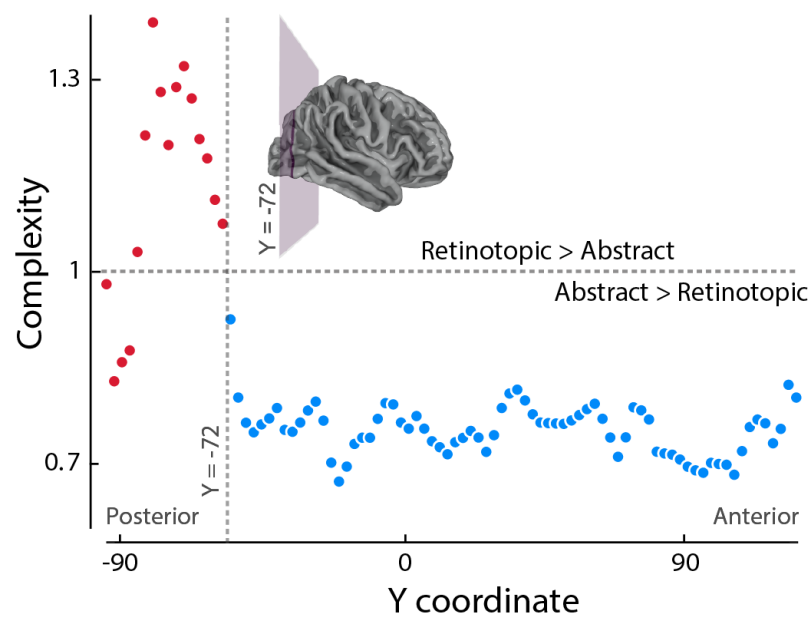 1.3
1
0.7
Complexity
Y = -72
Retinotopic > Abstract
Abstract > Retinotopic
Y = -72
Posterior
Anterior
-90
0
90
Y coordinate